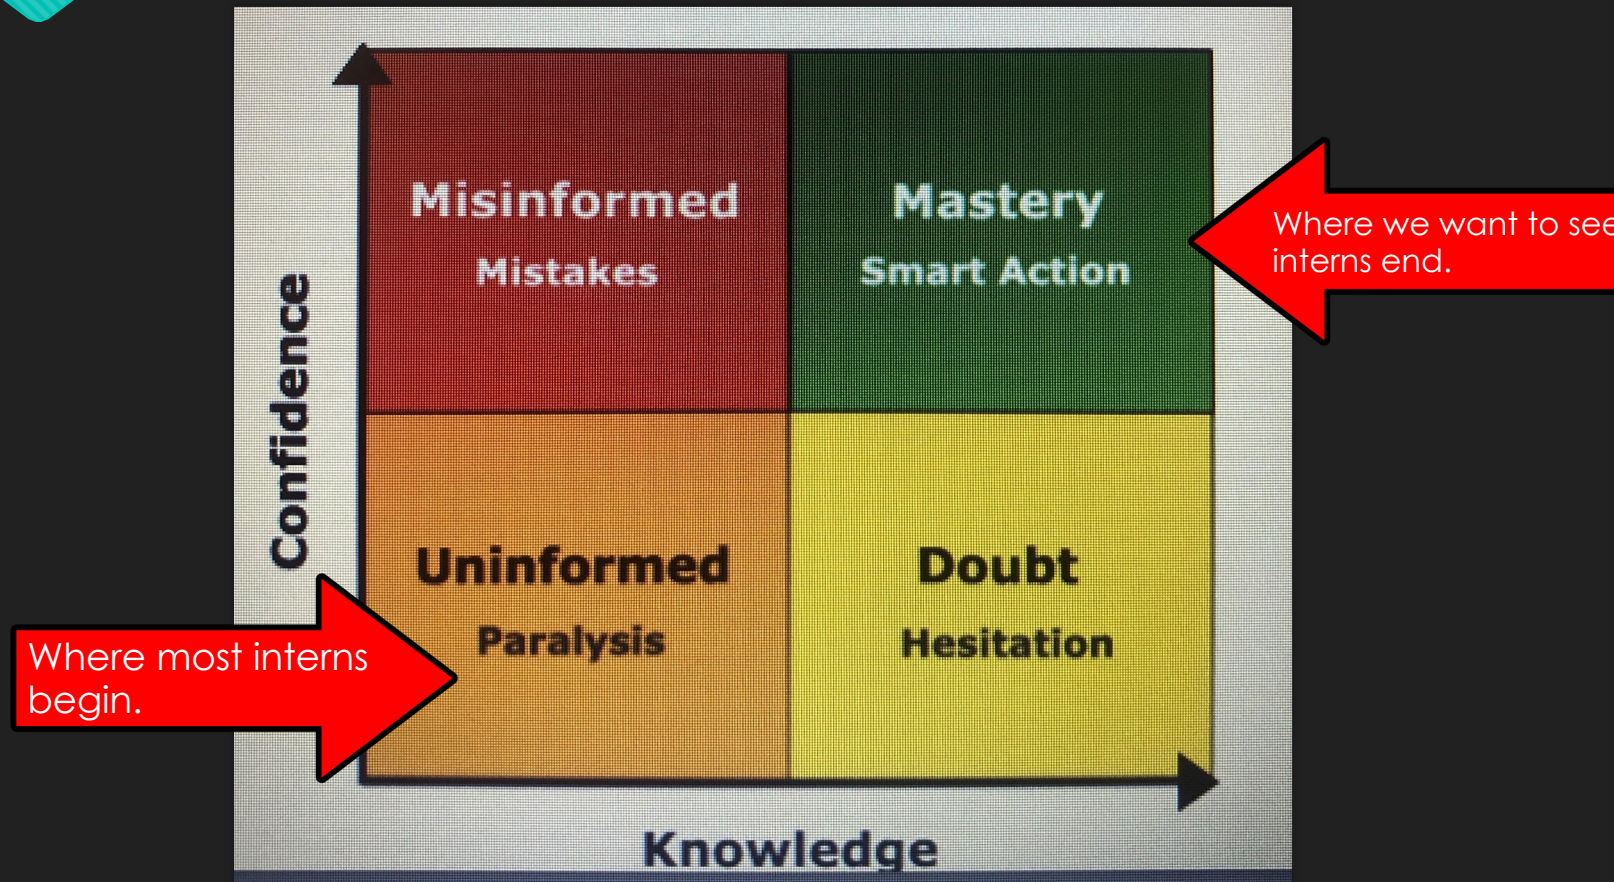 Misinformed
Mistakes
Mastery
Smart Action
Where we want to see
interns end.
Confidence
Uninformed
Paralysis
Doubt
Hesitation
Where most interns
begin.
Knowledge